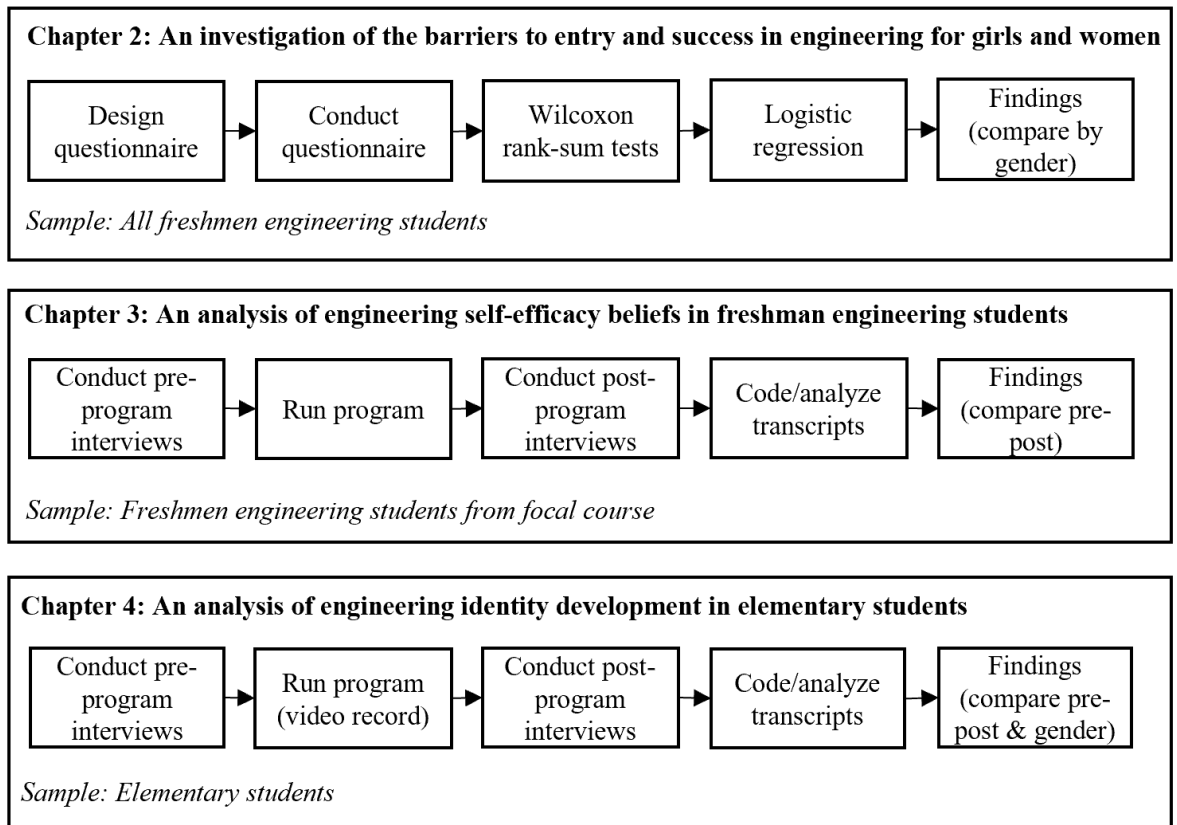 Chapter 2: An investigation of the barriers to entry and success in engineering for girls and women
Design
questionnaire
Conduct
questionnaire
Wilcoxon
rank-sum tests
Logistic
regression
Findings
(compare by
gender)
Sample: All freshmen engineering students
Chapter 3: An analysis of engineering self-efficacy beliefs in freshman engineering students
Conduct pre-
program
interviews
Run program
Conduct post-
program
interviews
Code/analyze
transcripts
Findings
(compare pre-
post)
Sample: Freshmen engineering students from focal course
Chapter 4: An analysis of engineering identity development in elementary students
Conduct pre-
program
interviews
Run program
(video record)
Conduct post-
program
interviews
Code/analyze
transcripts
Findings
(compare pre-
post & gender)
Sample: Elementary students